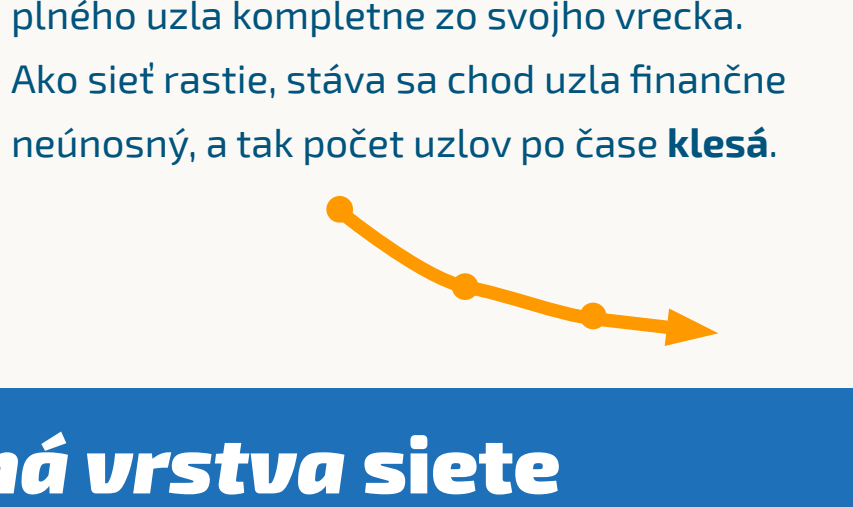 plného uzla kompletne zo svojho vrecka.
Ako sieť rastie, stáva sa chod uzla finančne
neúnosný, a tak počet uzlov po čase klesá.
vrstva siete